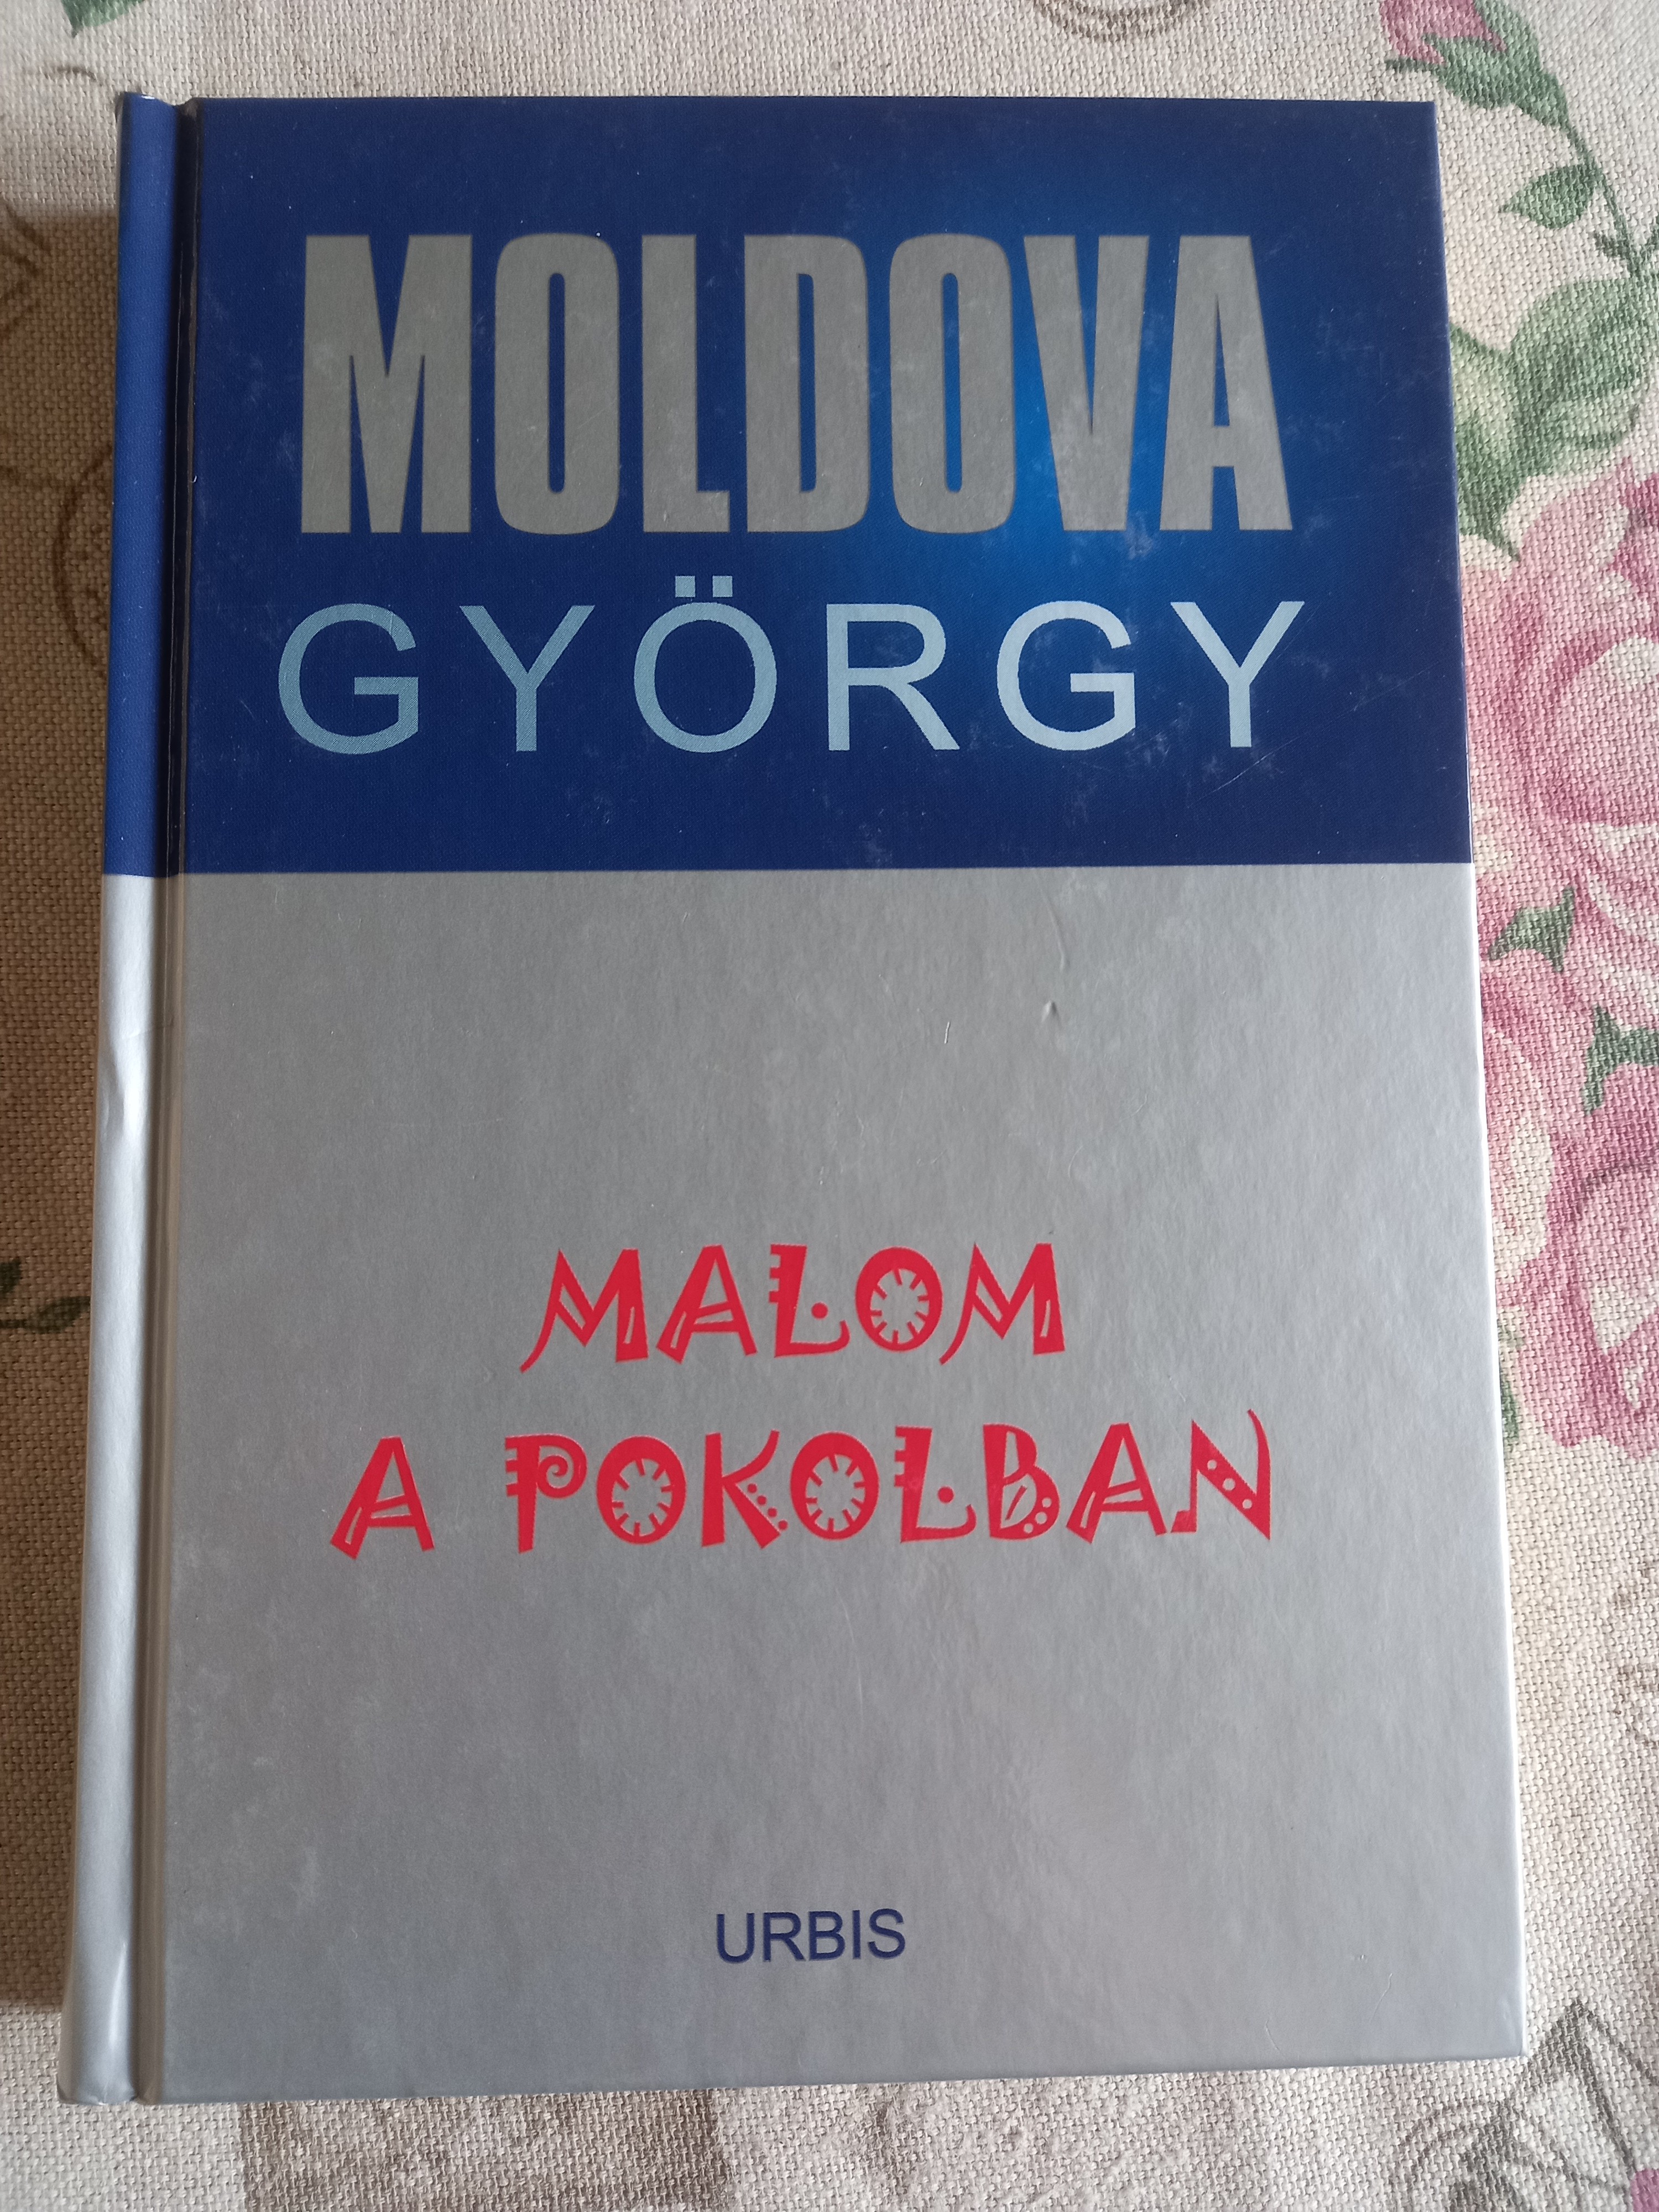 MOLDOVA
GYÖRGY
MALOM
A POKOLBAN
URBIS